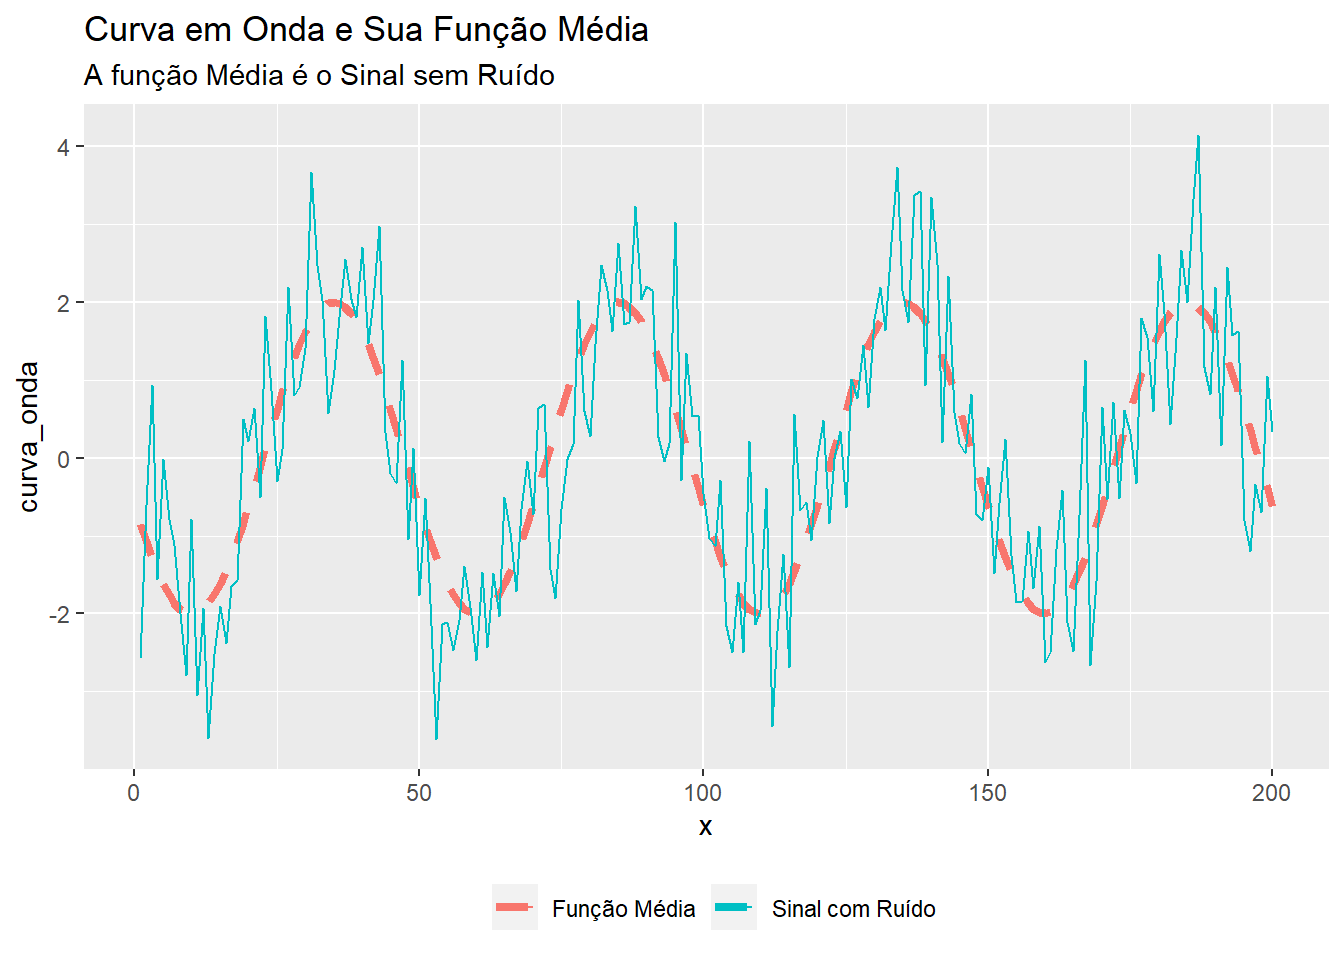 Curva em Onda e Sua Função Média
A função Média é o Sinal sem Ruído
4
2
0
-2
curva_onda
0 50 100 150 200
x
Função Média Sinal com Ruído